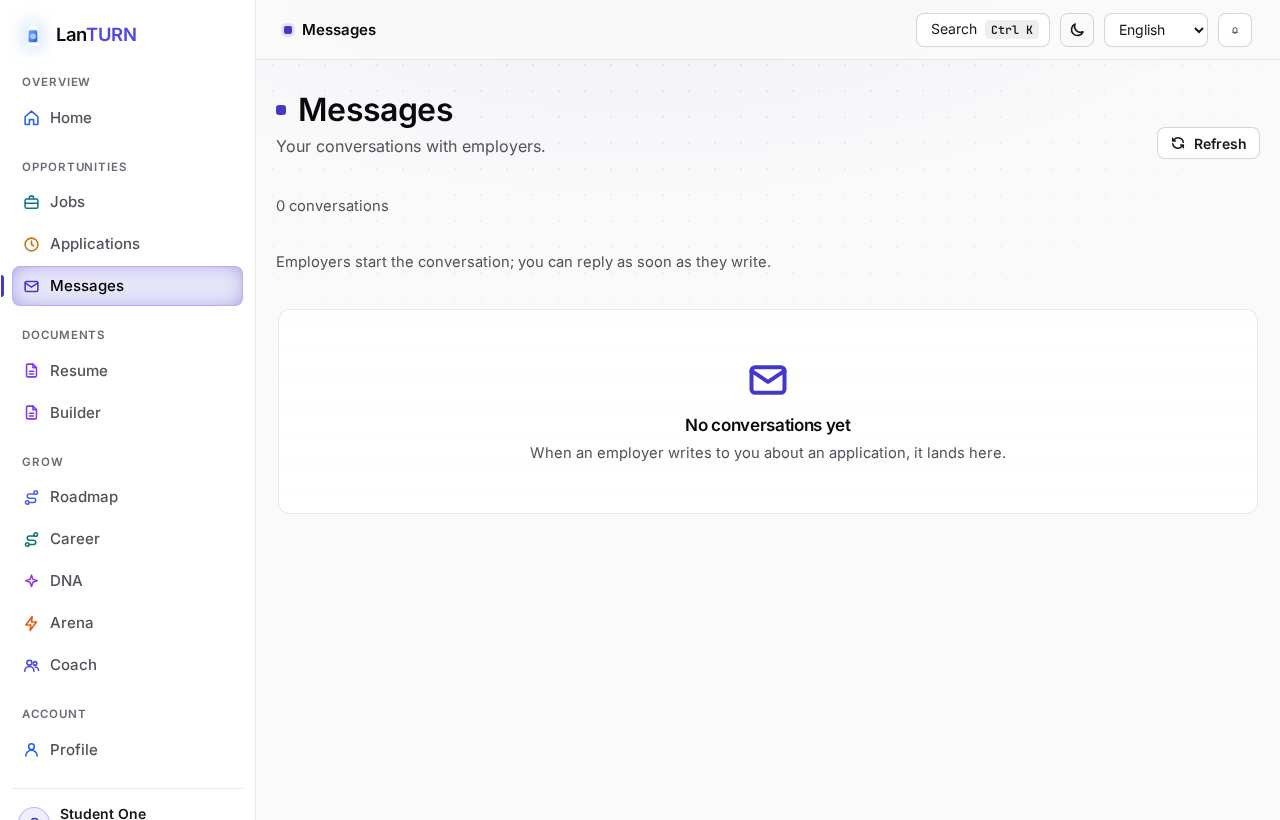 LanTURN
OVERVIEW
Home
OPPORTUNITIES
Jobs
Applications
Messages
DOCUMENTS
Resume
Builder
GROW
Roadmap
Career
DNA
Arena
Coach
ACCOUNT
Profile
Student One
Messages
Search Ctrl K
English
Messages
Your conversations with employers.
Refresh
0 conversations
Employers start the conversation; you can reply as soon as they write.
No conversations yet
When an employer writes to you about an application, it lands here.